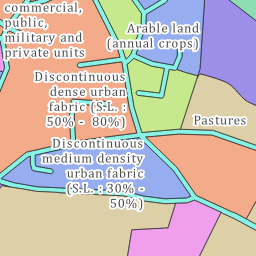 commercial,
public,
military and
private units
Arable land
(annual crops)
Discontinuous
dense urban
fabric (S.L. :
50% -  80%)
Pastures
Discontinuous
medium density
urban fabric
(S.L. : 30% -
50%)